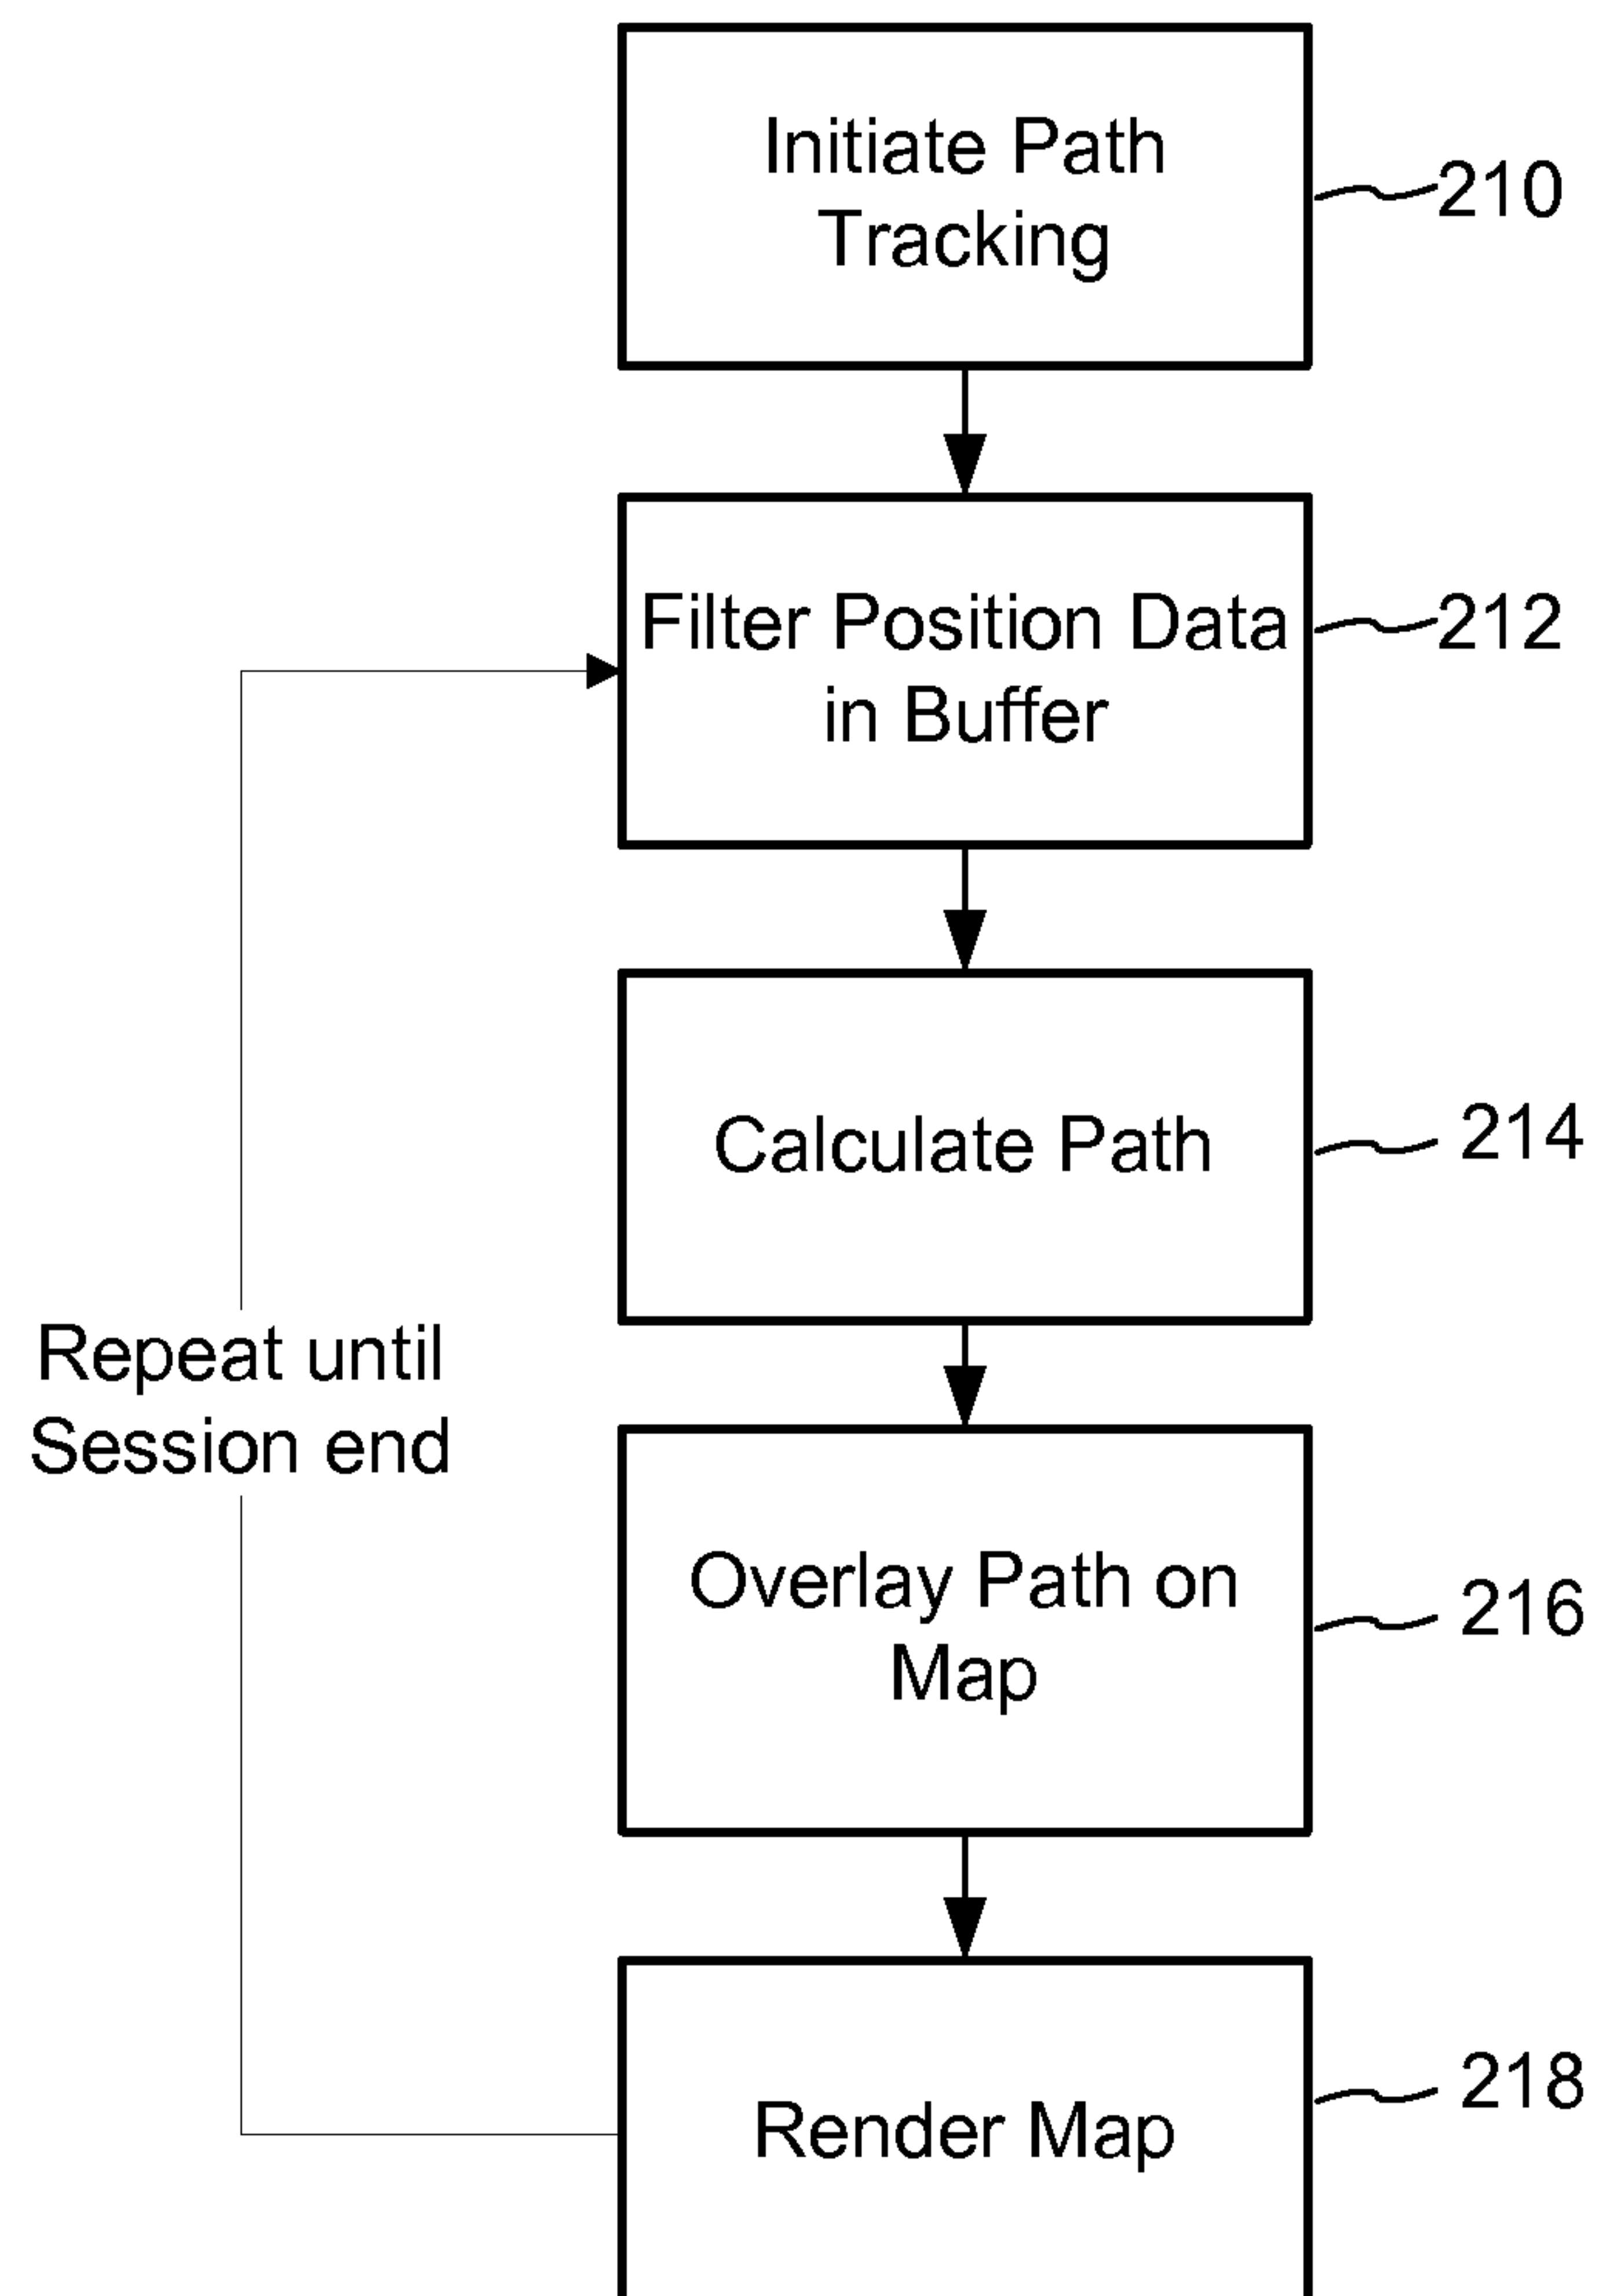 Initiate Path
Tracking
210
Filter Position Data
in Buffer
212
Calculate Path
214
Repeat until
Session end
Overlay Path on
Map
216
Render Map
218